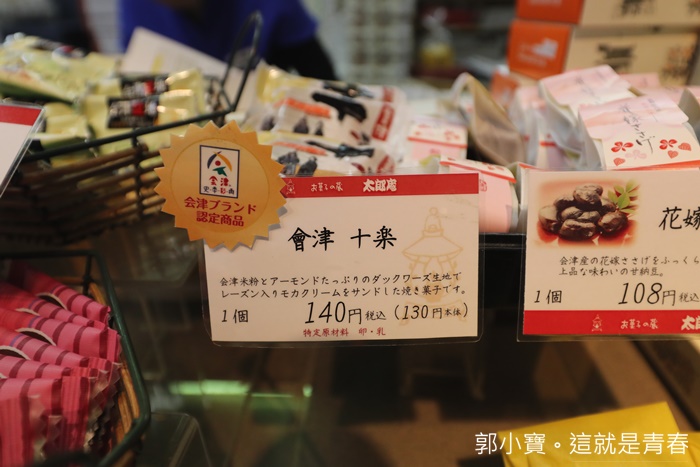 会津
会津ブランド
認定商品
お菓子の蔵 太郎庵
會津 十楽
会津米粉とアーモンドたっぷりのダックワーズ生地で
レーズン入りモカクリームをサンドした焼き菓子です。
1個 140円税込(130円本体)
特定原材料 卵・乳
花嫁
会津産の花嫁ささげをふっくら
上品な味わいの甘納豆。
1個 108円税込
お菓子の蔵 太
郭小寶。這就是青春